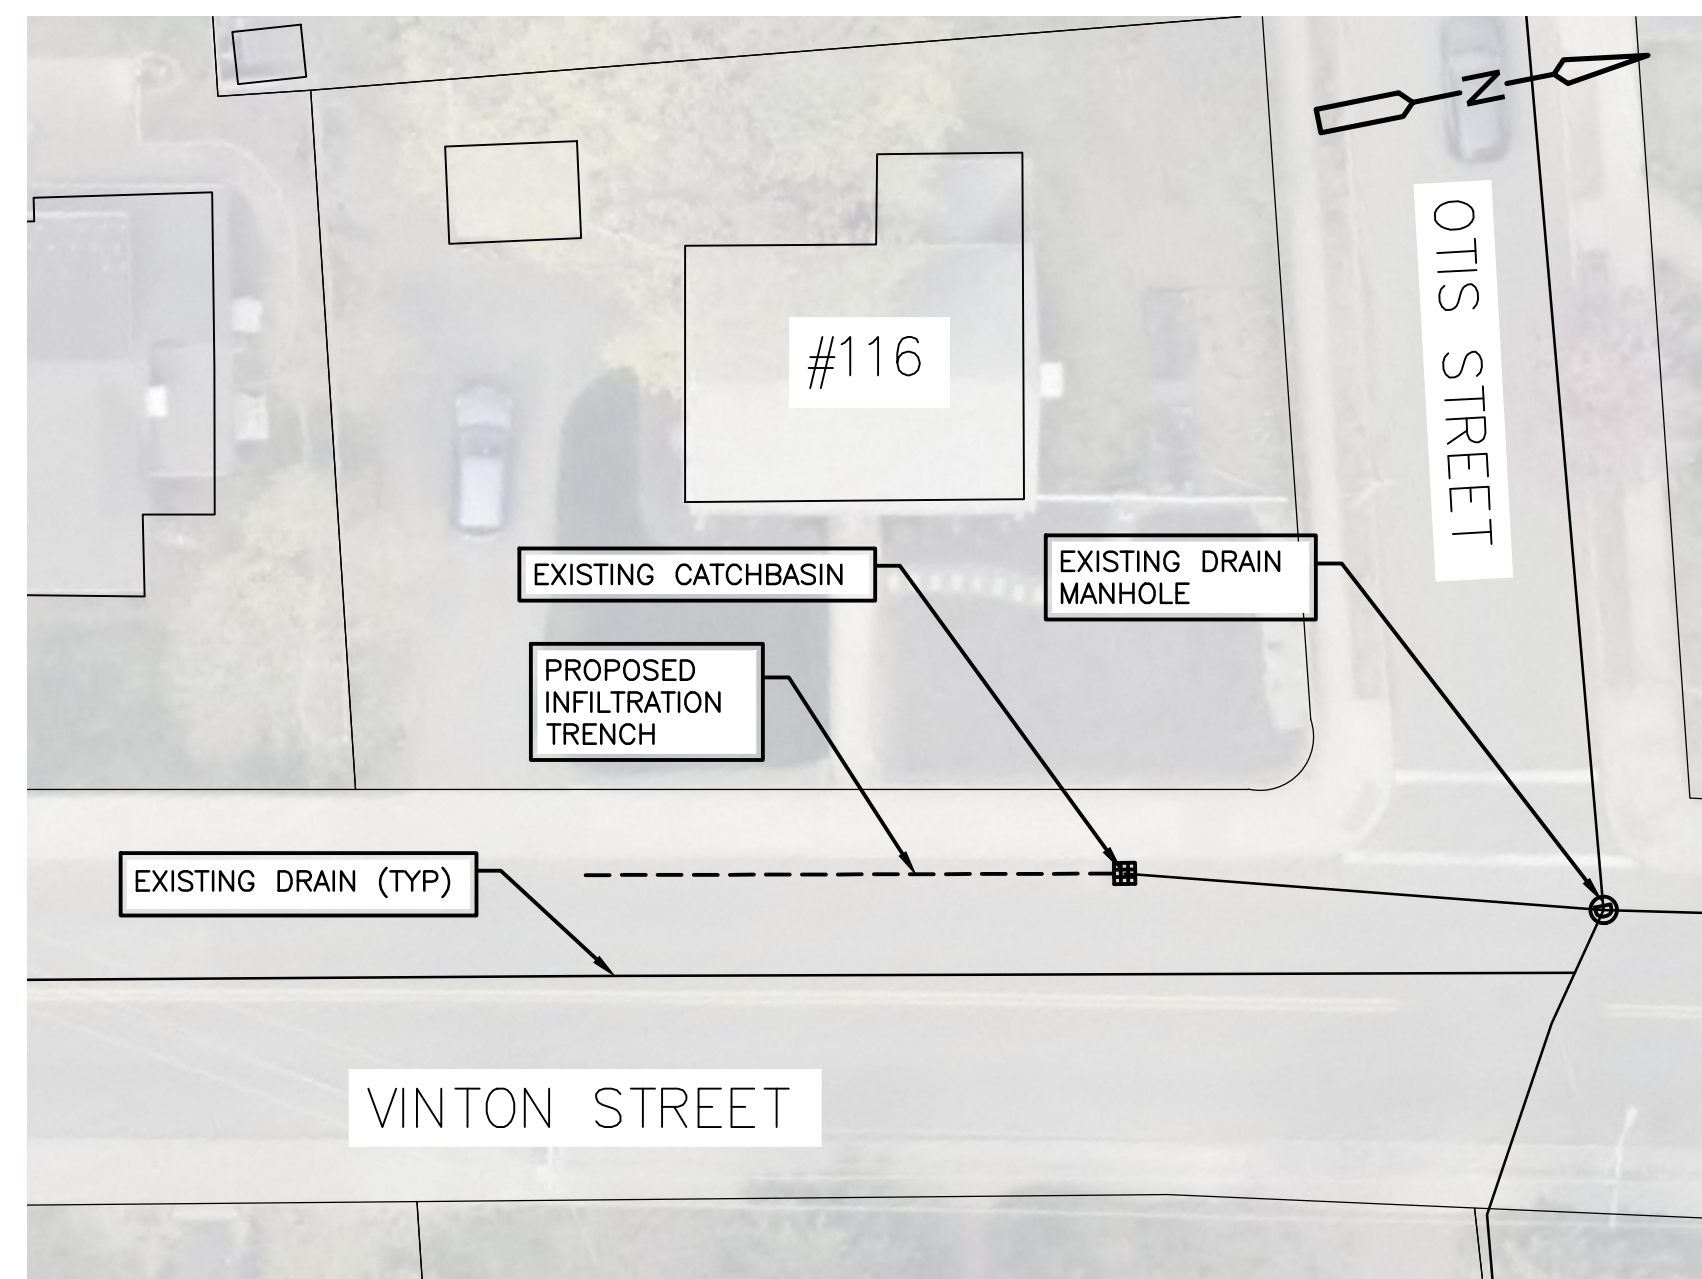 N
OTIS STREET
#116
EXISTING CATCHBASIN
EXISTING DRAIN
MANHOLE
PROPOSED
INFILTRATION
TRENCH
EXISTING DRAIN (TYP)
VINTON STREET